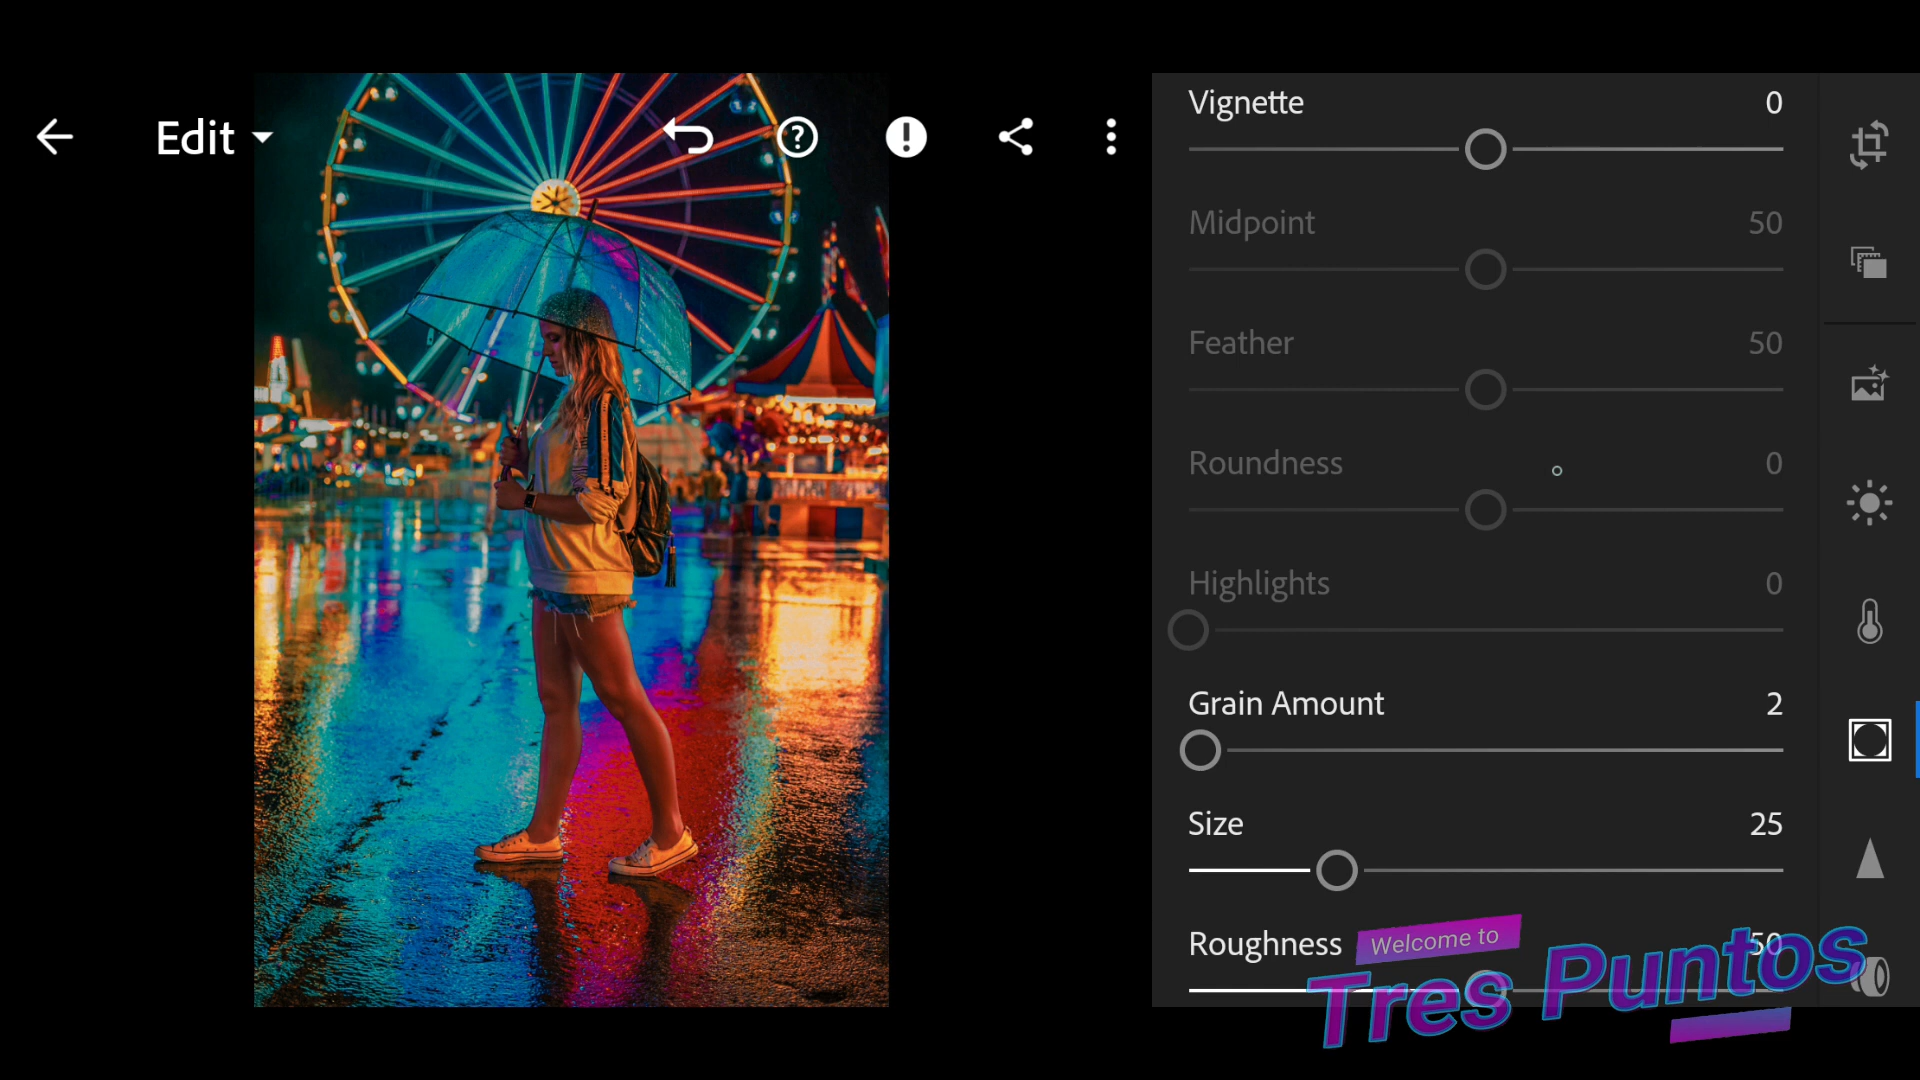 Edit
Vignette 0
Midpoint 50
Feather 50
Roundness 0
Highlights 0
Grain Amount 2
Size 25
Roughness 50
Welcome to
Tres Puntos